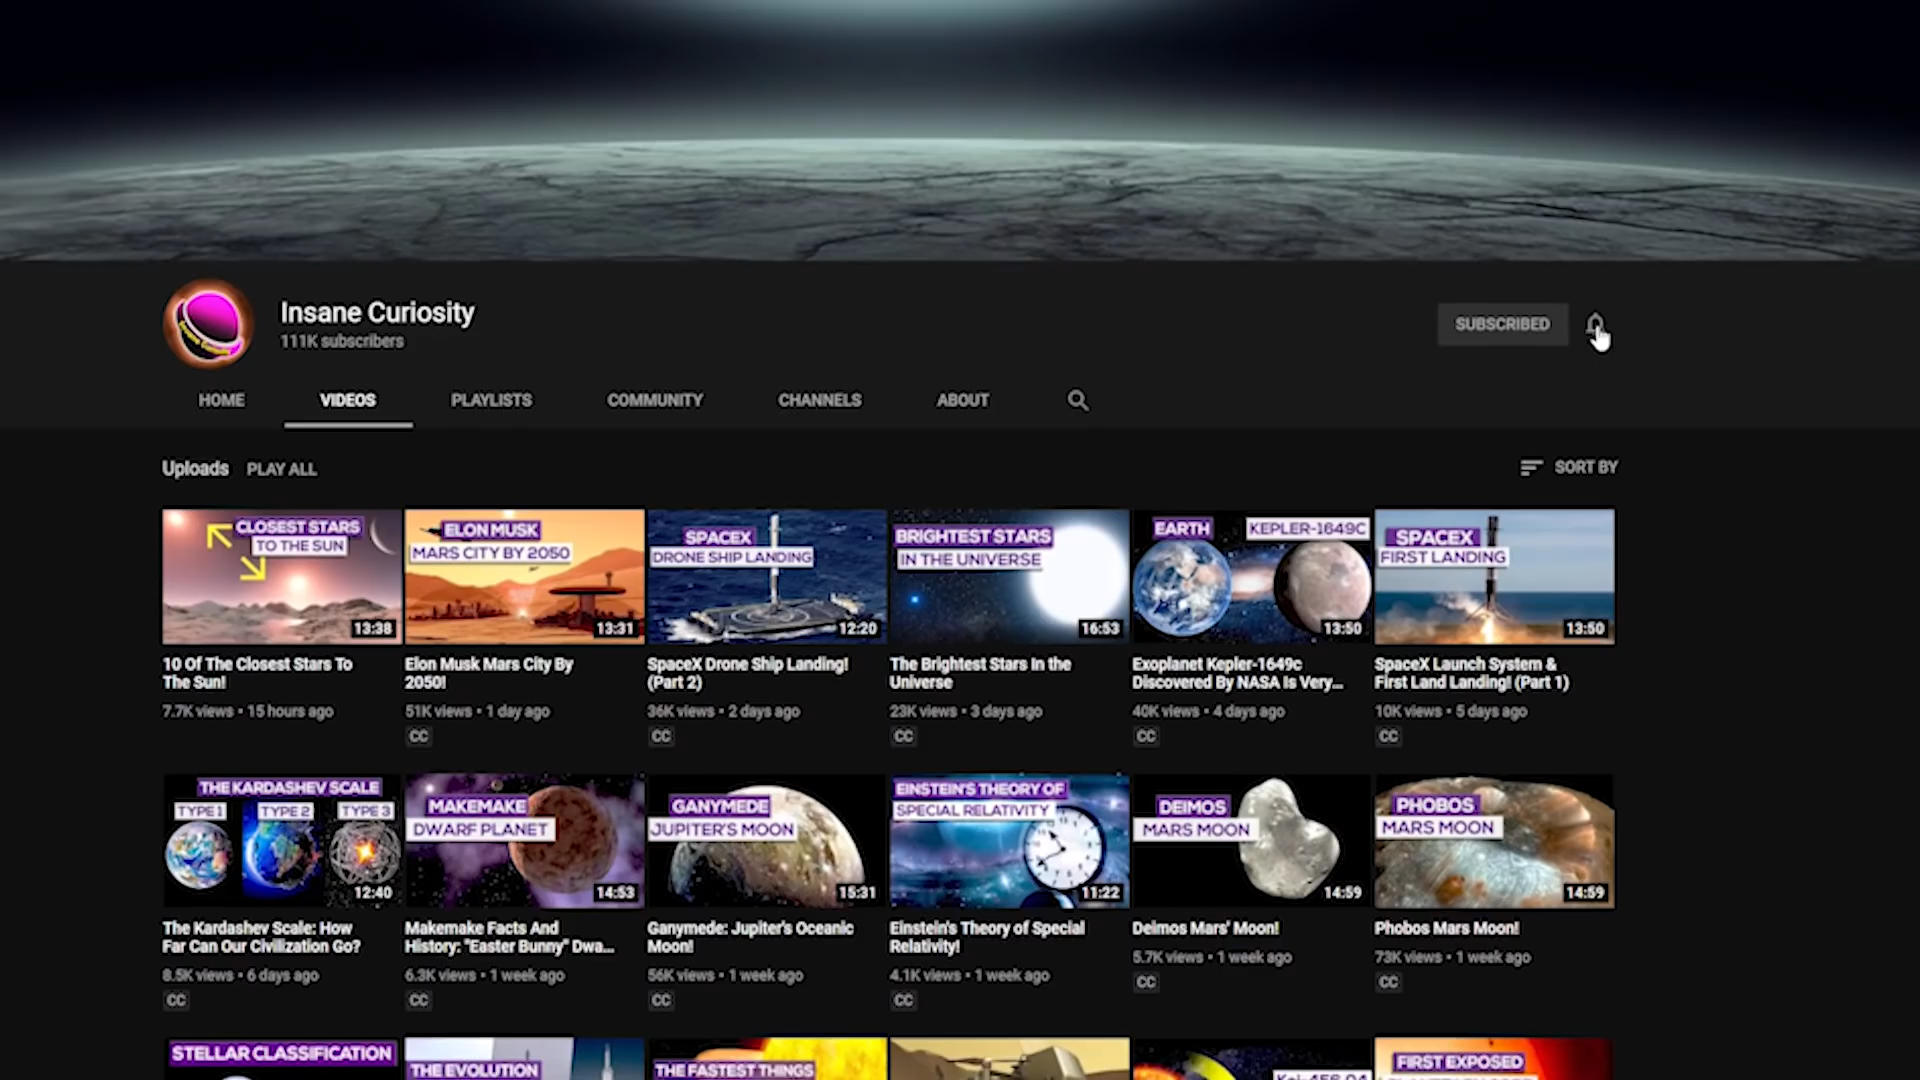 Insane Curiosity
111K subscribers
SUBSCRIBED
HOME VIDEOS PLAYLISTS COMMUNITY CHANNELS ABOUT
Uploads PLAY ALL
SORT BY
CLOSEST STARS
TO THE SUN
13:38
ELON MUSK
MARS CITY BY 2050
13:31
SPACEX
DRONE SHIP LANDING
12:20
BRIGHTEST STARS
IN THE UNIVERSE
16:53
EARTH
KEPLER-1649C
13:50
SPACEX
FIRST LANDING
13:50
10 Of The Closest Stars To
The Sun!
7.7K views • 15 hours ago
Elon Musk Mars City By
2050!
51K views • 1 day ago
CC
SpaceX Drone Ship Landing!
(Part 2)
36K views • 2 days ago
CC
The Brightest Stars In the
Universe
23K views • 3 days ago
CC
Exoplanet Kepler-1649c
Discovered By NASA Is Very...
40K views • 4 days ago
CC
SpaceX Launch System &
First Land Landing! (Part 1)
10K views • 5 days ago
CC
THE KARDASHEV SCALE
TYPE 1 TYPE 2 TYPE 3
12:40
MAKEMAKE
DWARF PLANET
14:53
GANYMEDE
JUPITER'S MOON
15:31
EINSTEIN'S THEORY OF
SPECIAL RELATIVITY
11:22
DEIMOS
MARS MOON
14:59
PHOBOS
MARS MOON
14:59
The Kardashev Scale: How
Far Can Our Civilization Go?
8.5K views • 6 days ago
CC
Makemake Facts And
History: "Easter Bunny" Dwa...
6.3K views • 1 week ago
CC
Ganymede: Jupiter's Oceanic
Moon!
56K views • 1 week ago
CC
Einstein's Theory of Special
Relativity!
4.1K views • 1 week ago
CC
Deimos Mars' Moon!
5.7K views • 1 week ago
CC
Phobos Mars Moon!
73K views • 1 week ago
CC
STELLAR CLASSIFICATION
THE EVOLUTION
THE FASTEST THINGS
FIRST EXPOSED